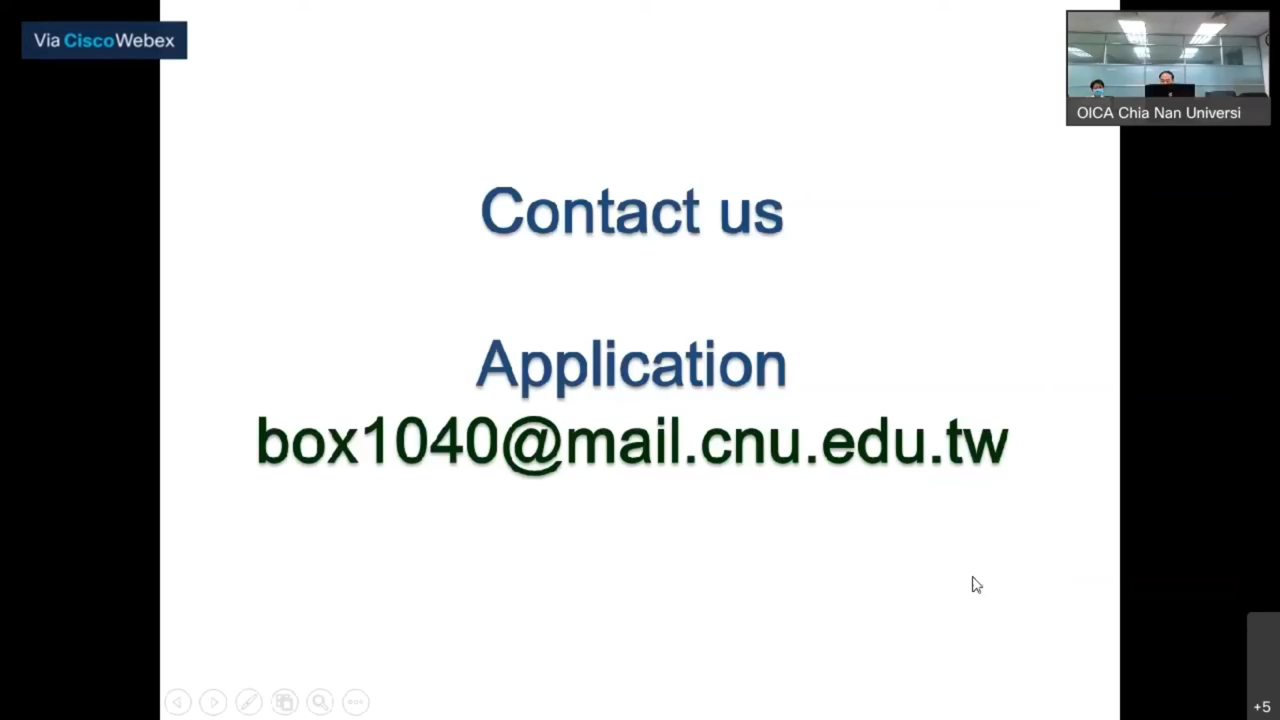 Via CiscoWebex
OICA Chia Nan Universi
Contact us
Application
box1040@mail.cnu.edu.tw
+5